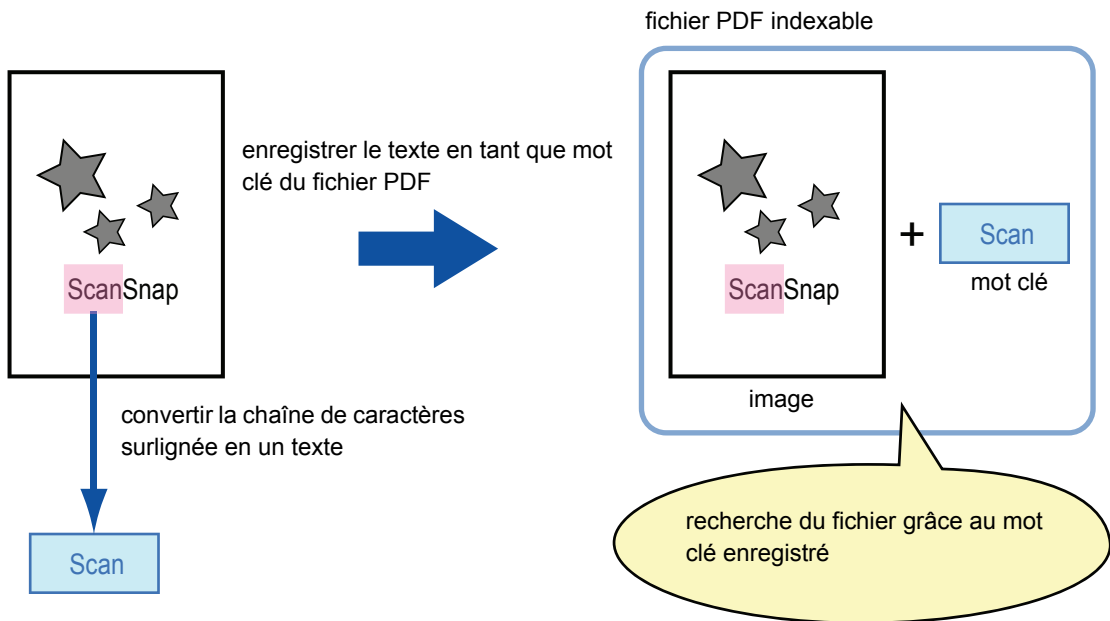 fichier PDF indexable
enregistrer le texte en tant que mot
clé du fichier PDF
ScanSnap
convertir la chaîne de caractères
surlignée en un texte
Scan
ScanSnap
image
+
Scan
mot clé
recherche du fichier grâce au mot
clé enregistré